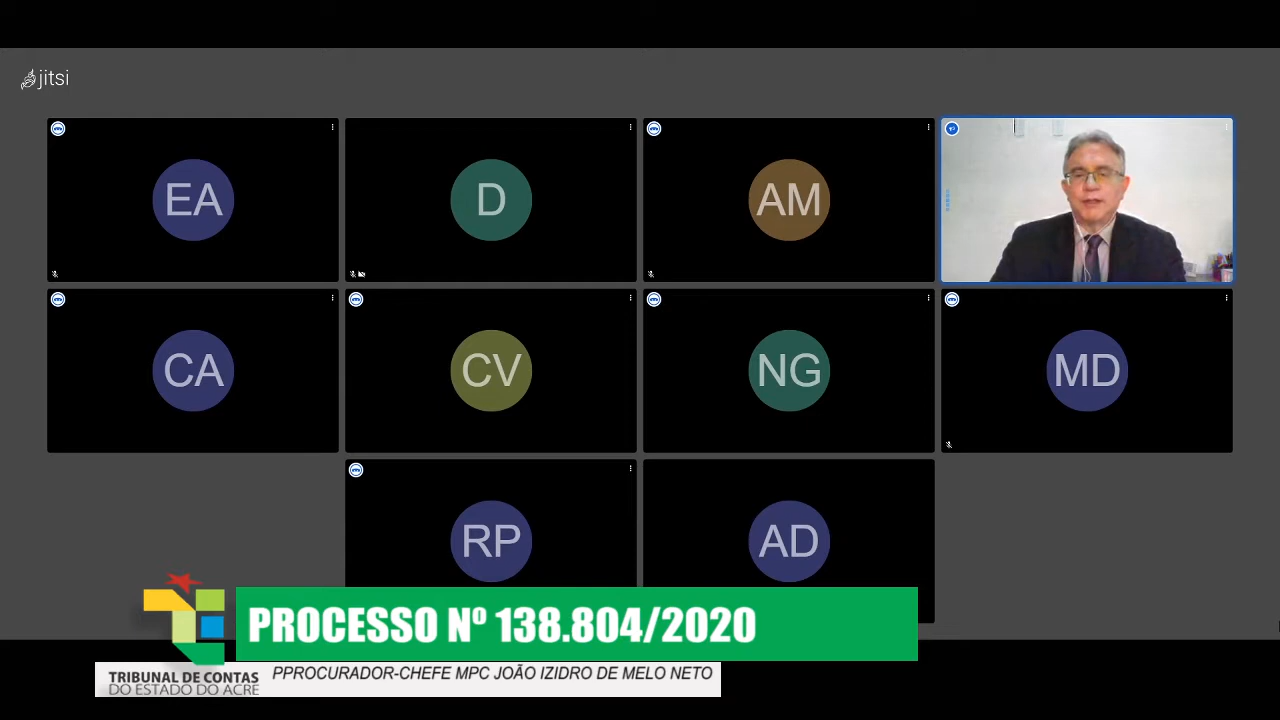 jitsi
EA
D
AM
CA
CV
NG
MD
RP
AD
PROCESSO Nº 138.804/2020
PPROCURADOR-CHEFE MPC JOÃO IZIDRO DE MELO NETO
TRIBUNAL DE CONTAS
DO ESTADO DO ACRE